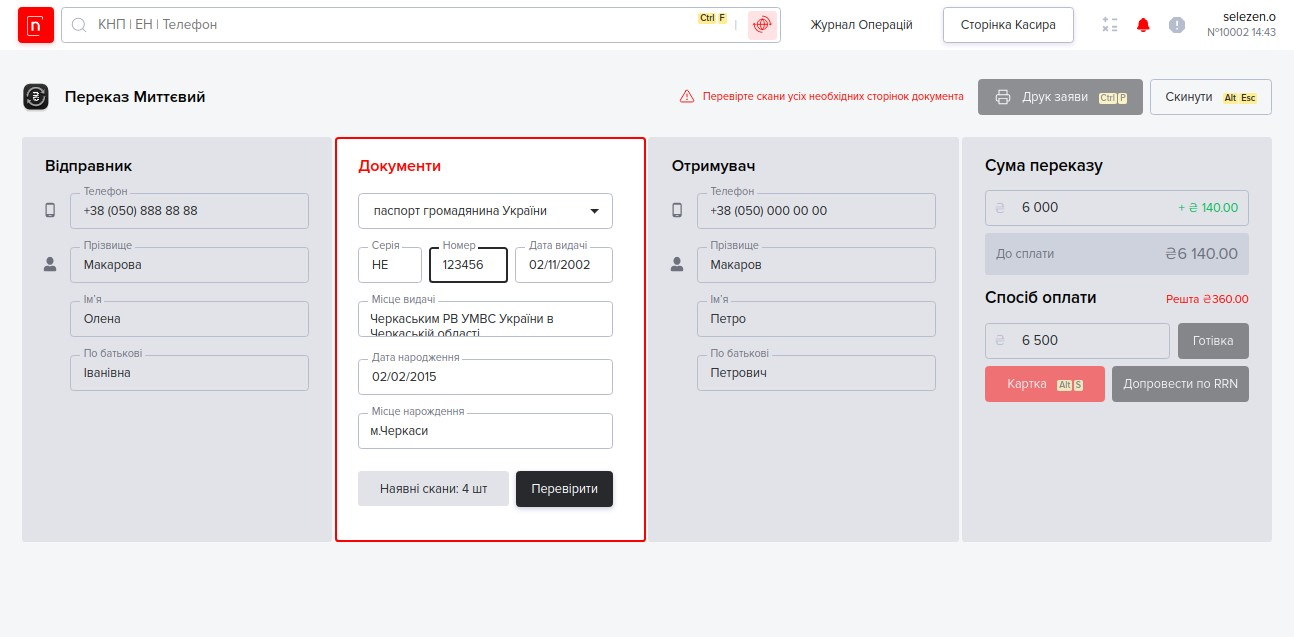 n
КНП | ЕН | Телефон
Ctrl F
Журнал Операцій
Сторінка Касира
selezen.o
№10002 14:43
Переказ Миттєвий
Перевірте скани усіх необхідних сторінок документа
Друк заяви Ctrl P
Скинути Alt Esc
Відправник
Телефон
+38 (050) 888 88 88
Прізвище
Макарова
Ім'я
Олена
По батькові
Іванівна
Документи
паспорт громадянина України
Серія
НЕ
Номер
123456
Дата видачі
02/11/2002
Місце видачі
Черкаським РВ УМВС України в
Черкаській області
Дата народження
02/02/2015
Місце нарождення
м.Черкаси
Наявні скани: 4 шт
Перевірити
Отримувач
Телефон
+38 (050) 000 00 00
Прізвище
Макаров
Ім'я
Петро
По батькові
Петрович
Сума переказу
₴ 6 000 + ₴ 140.00
До сплати ₴6 140.00
Спосіб оплати Решта ₴360.00
₴ 6 500
Готівка
Картка Alt S
Допровести по RRN